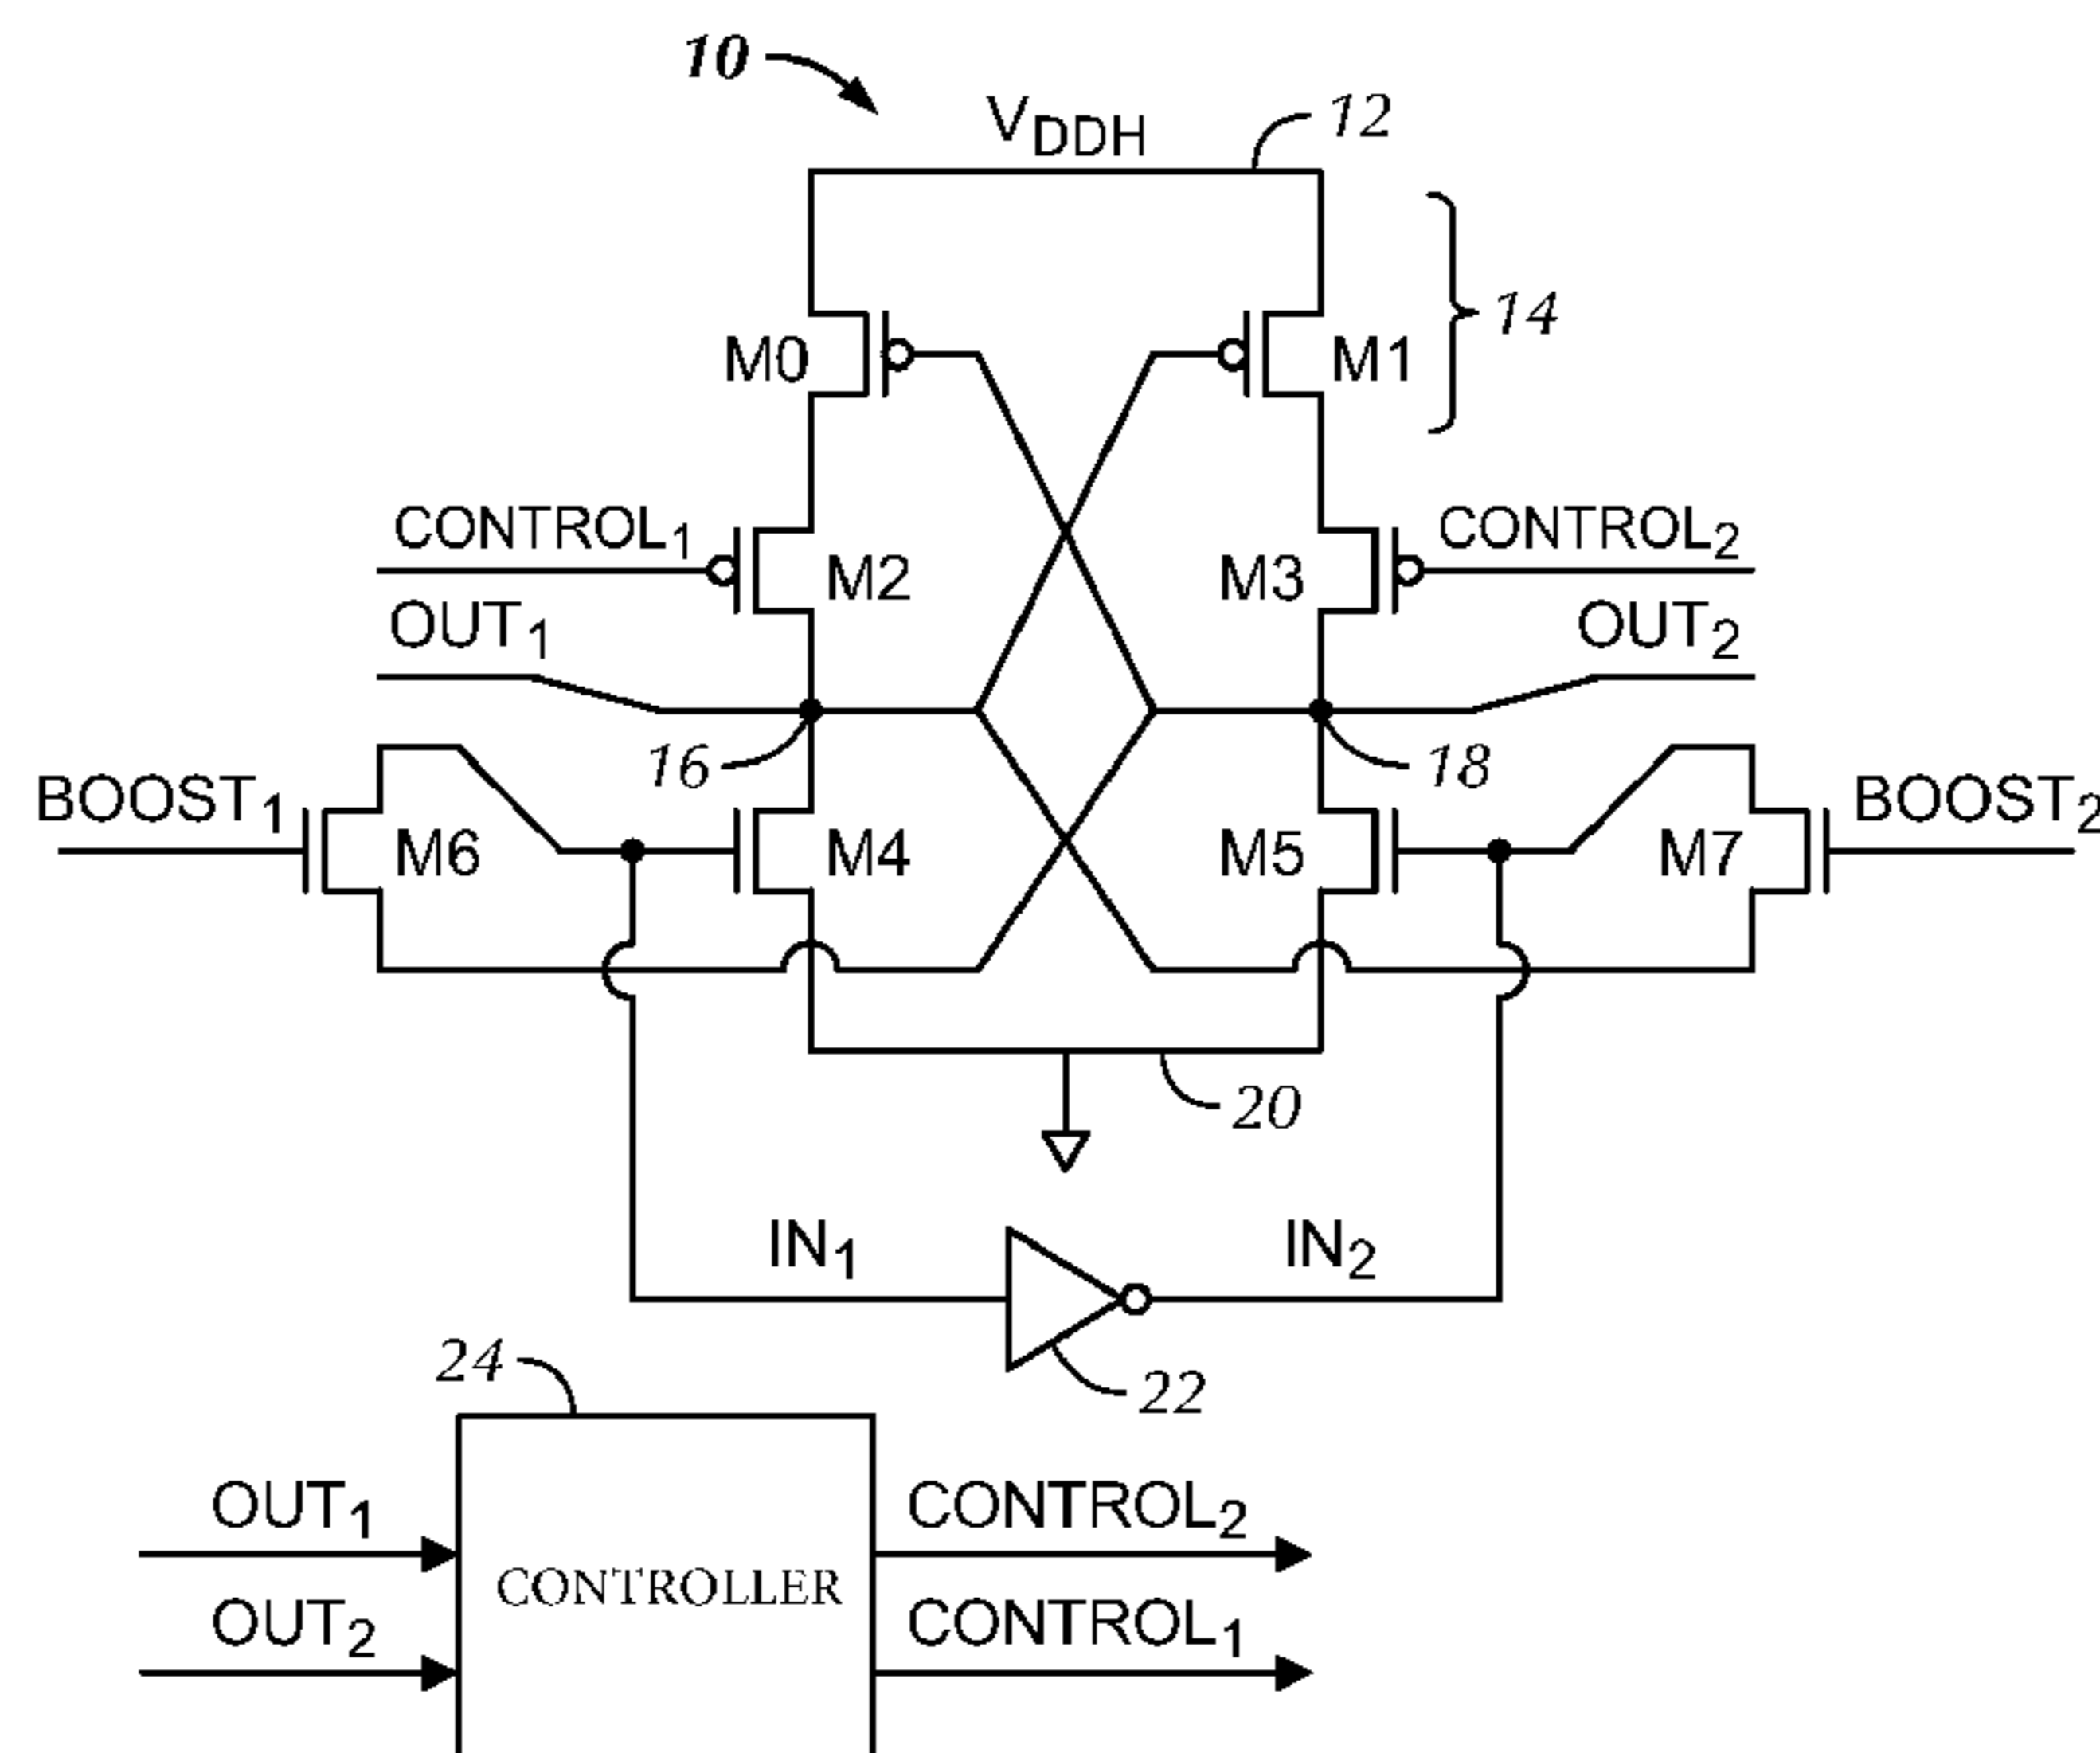 10
VDDH
12
14
M0
M1
CONTROL1
CONTROL2
M2
M3
OUT1
OUT2
16
18
BOOST1
BOOST2
M6
M4
M5
M7
20
IN1
IN2
22
24
OUT1
CONTROL2
CONTROLLER
OUT2
CONTROL1